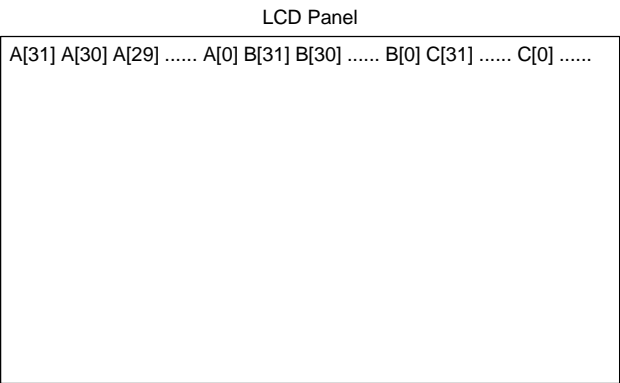 LCD Panel
A[31] A[30] A[29] ...... A[0] B[31] B[30] ...... B[0] C[31] ...... C[0] ......